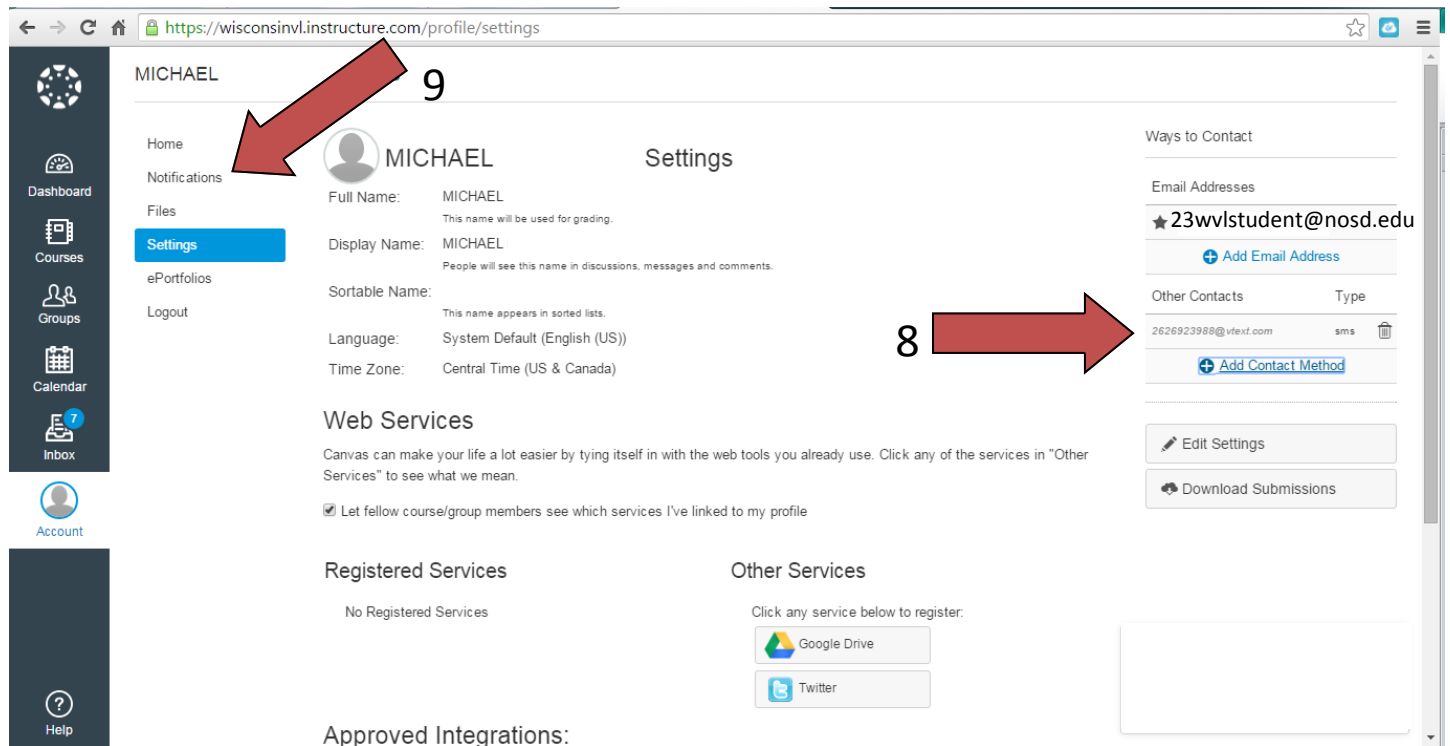 https://wisconsinvl.instructure.com/profile/settings
MICHAEL
9
Dashboard
Courses
Groups
Calendar
7
Inbox
Account
Help
Home
Notifications
Files
Settings
ePortfolios
Logout
MICHAEL Settings
Full Name: MICHAEL
This name will be used for grading.
Display Name: MICHAEL
People will see this name in discussions, messages and comments.
Sortable Name:
This name appears in sorted lists.
Language: System Default (English (US))
Time Zone: Central Time (US & Canada)
Web Services
Canvas can make your life a lot easier by tying itself in with the web tools you already use. Click any of the services in "Other
Services" to see what we mean.
Let fellow course/group members see which services I've linked to my profile
Registered Services
No Registered Services
Other Services
Click any service below to register:
Google Drive
Twitter
Approved Integrations:
8
Ways to Contact
Email Addresses
23wvlstudent@nosd.edu
Add Email Address
Other Contacts Type
2626923988@vtext.com sms
Add Contact Method
Edit Settings
Download Submissions